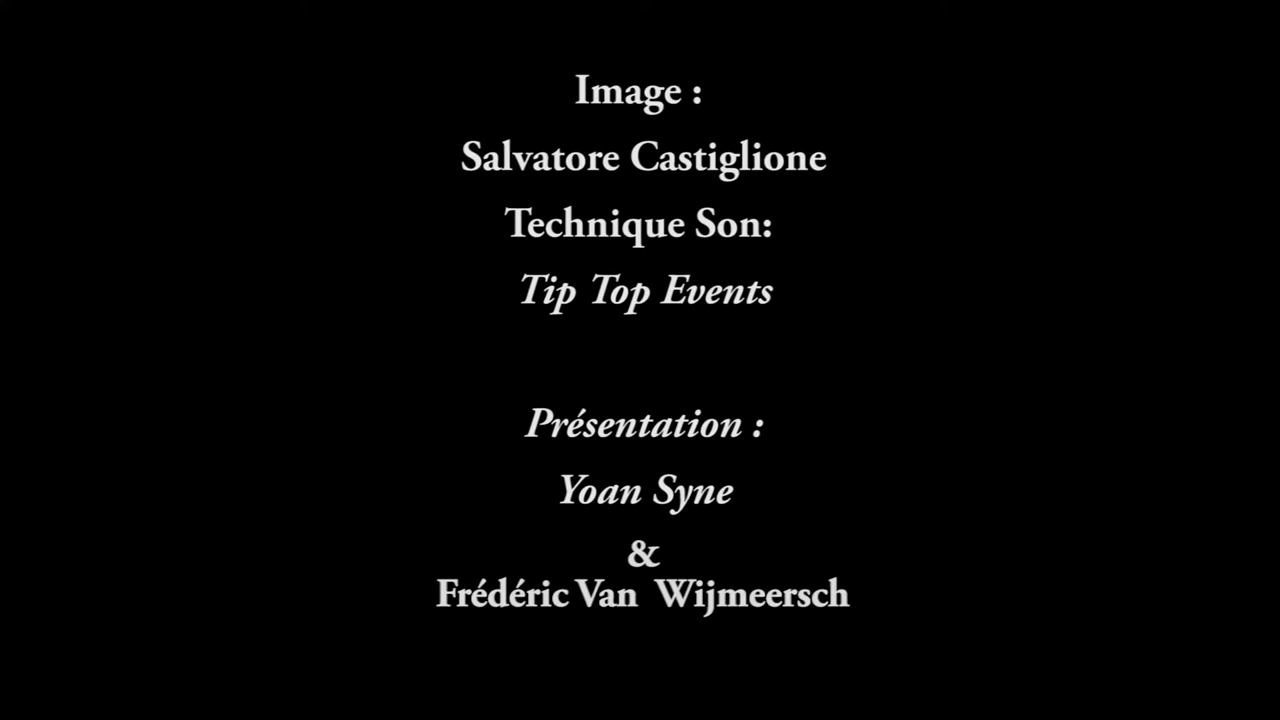 Image :
Salvatore Castiglione
Technique Son:
Tip Top Events
Présentation :
Yoan Syne
&
Frédéric Van Wijmeersch